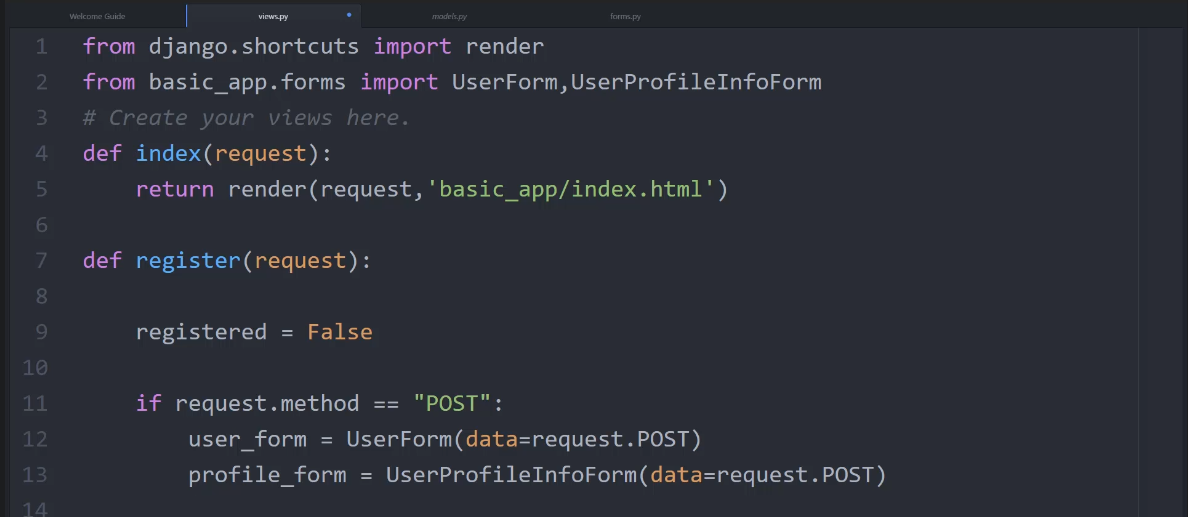 Welcome Guide views.py models.py forms.py
1 from django.shortcuts import render
2 from basic_app.forms import UserForm,UserProfileInfoForm
3 # Create your views here.
4 def index(request):
5     return render(request,'basic_app/index.html')
6
7 def register(request):
8
9     registered = False
10
11     if request.method == "POST":
12         user_form = UserForm(data=request.POST)
13         profile_form = UserProfileInfoForm(data=request.POST)
14